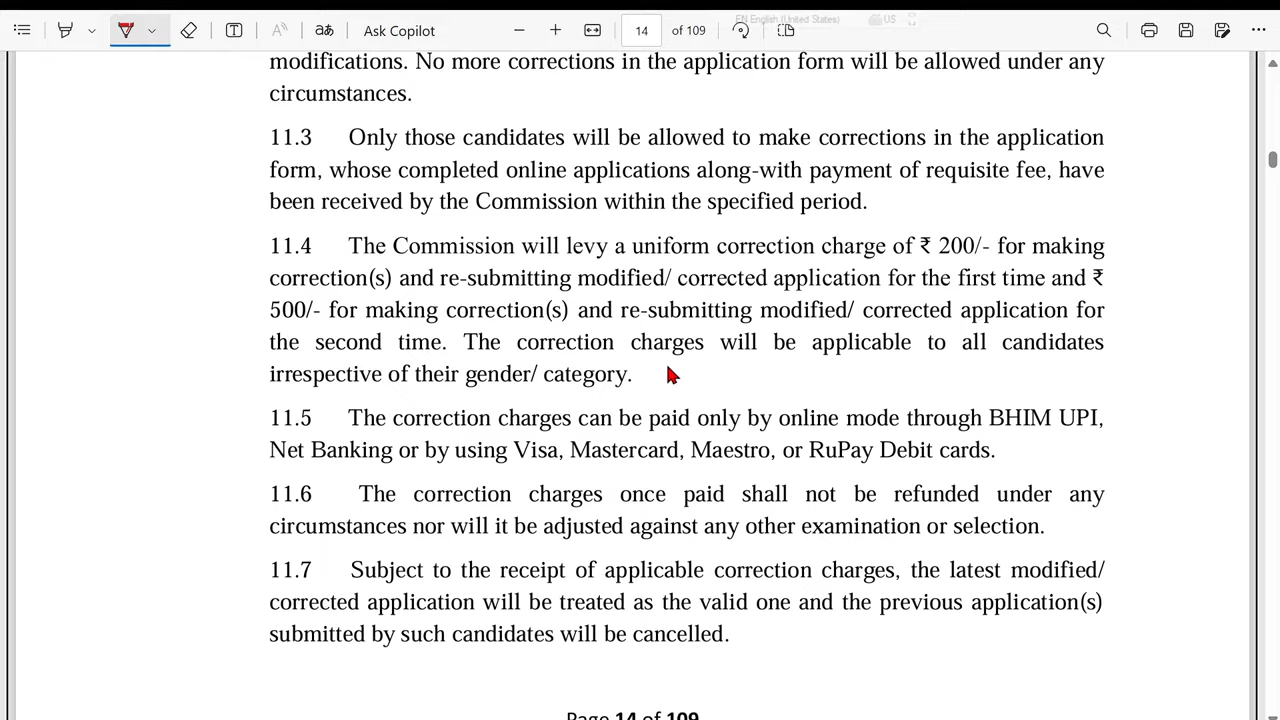 EN English (United States) US
Ask Copilot 14 of 109
modifications. No more corrections in the application form will be allowed under any
circumstances.
11.3 Only those candidates will be allowed to make corrections in the application
form, whose completed online applications along-with payment of requisite fee, have
been received by the Commission within the specified period.
11.4 The Commission will levy a uniform correction charge of ₹ 200/- for making
correction(s) and re-submitting modified/ corrected application for the first time and ₹
500/- for making correction(s) and re-submitting modified/ corrected application for
the second time. The correction charges will be applicable to all candidates
irrespective of their gender/ category.
11.5 The correction charges can be paid only by online mode through BHIM UPI,
Net Banking or by using Visa, Mastercard, Maestro, or RuPay Debit cards.
11.6 The correction charges once paid shall not be refunded under any
circumstances nor will it be adjusted against any other examination or selection.
11.7 Subject to the receipt of applicable correction charges, the latest modified/
corrected application will be treated as the valid one and the previous application(s)
submitted by such candidates will be cancelled.
Page 14 of 109